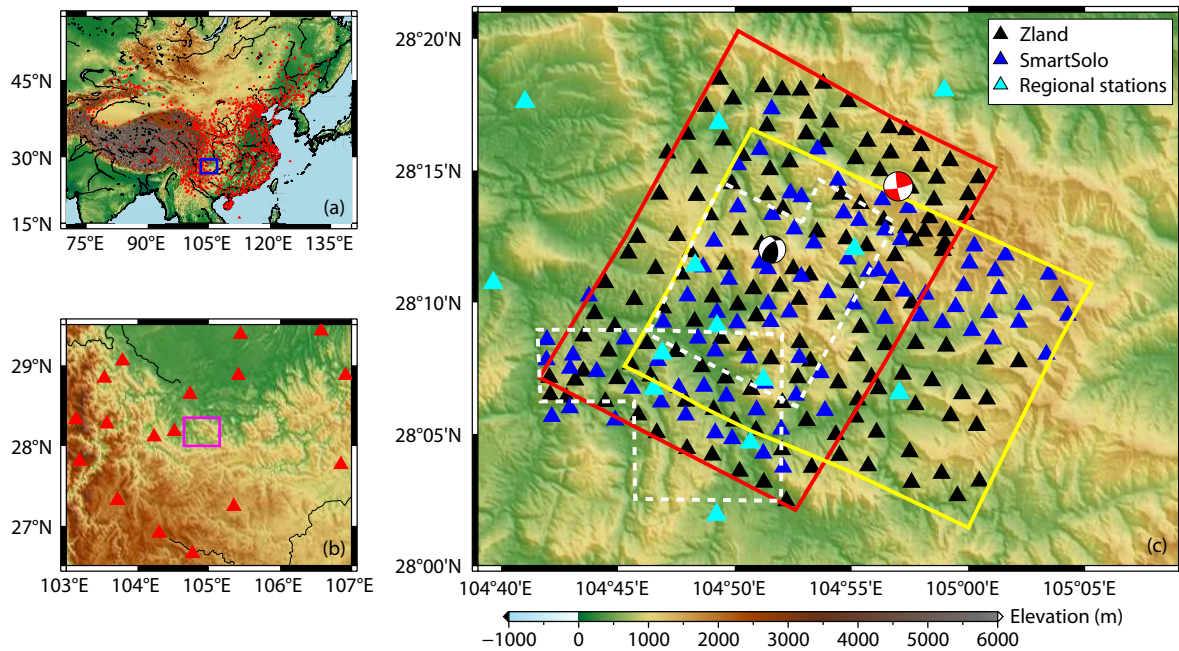 45°N
30°N
15°N
75°E 90°E 105°E 120°E 135°E
(a)
29°N
28°N
27°N
103°E 104°E 105°E 106°E 107°E
(b)
28°20'N
28°15'N
28°10'N
28°05'N
28°00'N
104°40'E 104°45'E 104°50'E 104°55'E 105°00'E 105°05'E
(c)
Zland
SmartSolo
Regional stations
−1000 0 1000 2000 3000 4000 5000 6000
Elevation (m)